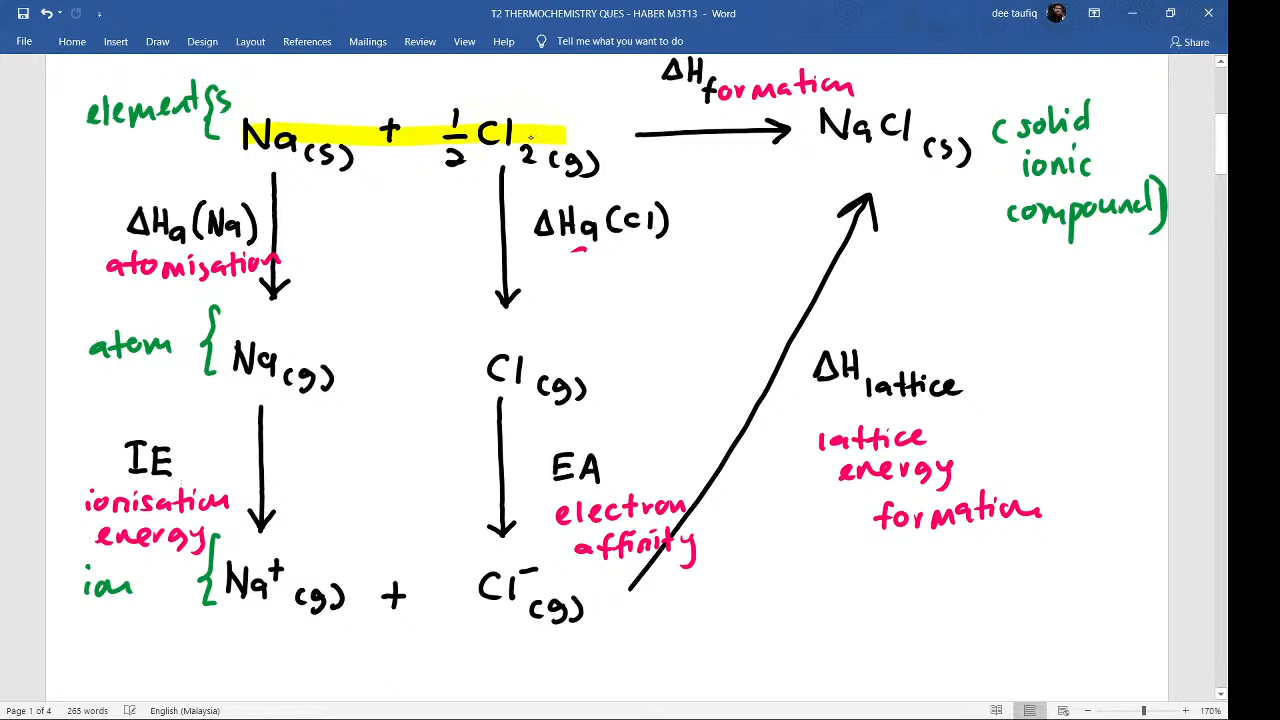 T2 THERMOCHEMISTRY QUES - HABER M3T13 - Word
dee taufiq
File Home Insert Draw Design Layout References Mailings Review View Help Tell me what you want to do
Share
ΔHformation
elements
Na(s) + 1/2 Cl2(g) → NaCl(s) (solid
ionic
compound)
ΔHa(Na) ΔHa(Cl)
atomisation
atom { Na(g) Cl(g)
ΔHlattice
lattice
energy
formation
IE EA
ionisation
energy
electron
affinity
ion { Na+(g) + Cl-(g)
Page 1 of 4 265 words English (Malaysia) 170%